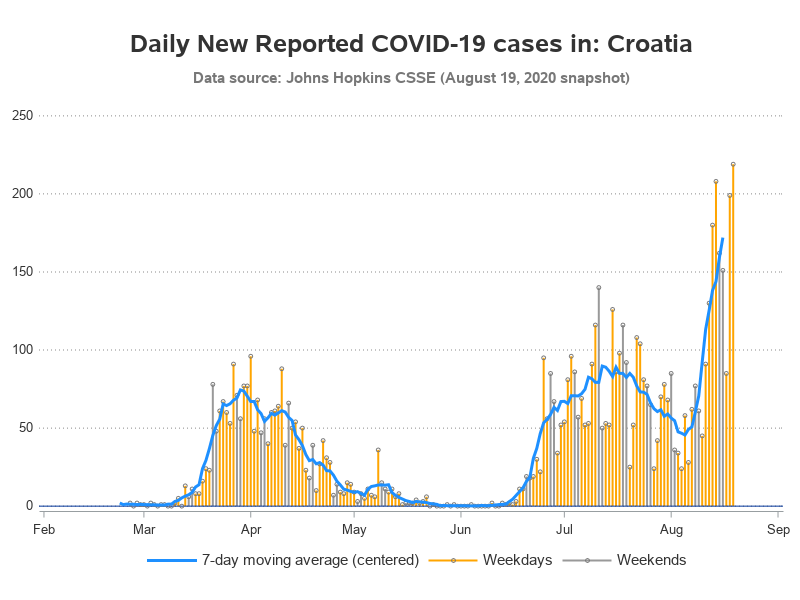 Daily New Reported COVID-19 cases in: Croatia
Data source: Johns Hopkins CSSE (August 19, 2020 snapshot)
250
200
150
100
50
0
Feb Mar Apr May Jun Jul Aug Sep
7-day moving average (centered) Weekdays Weekends